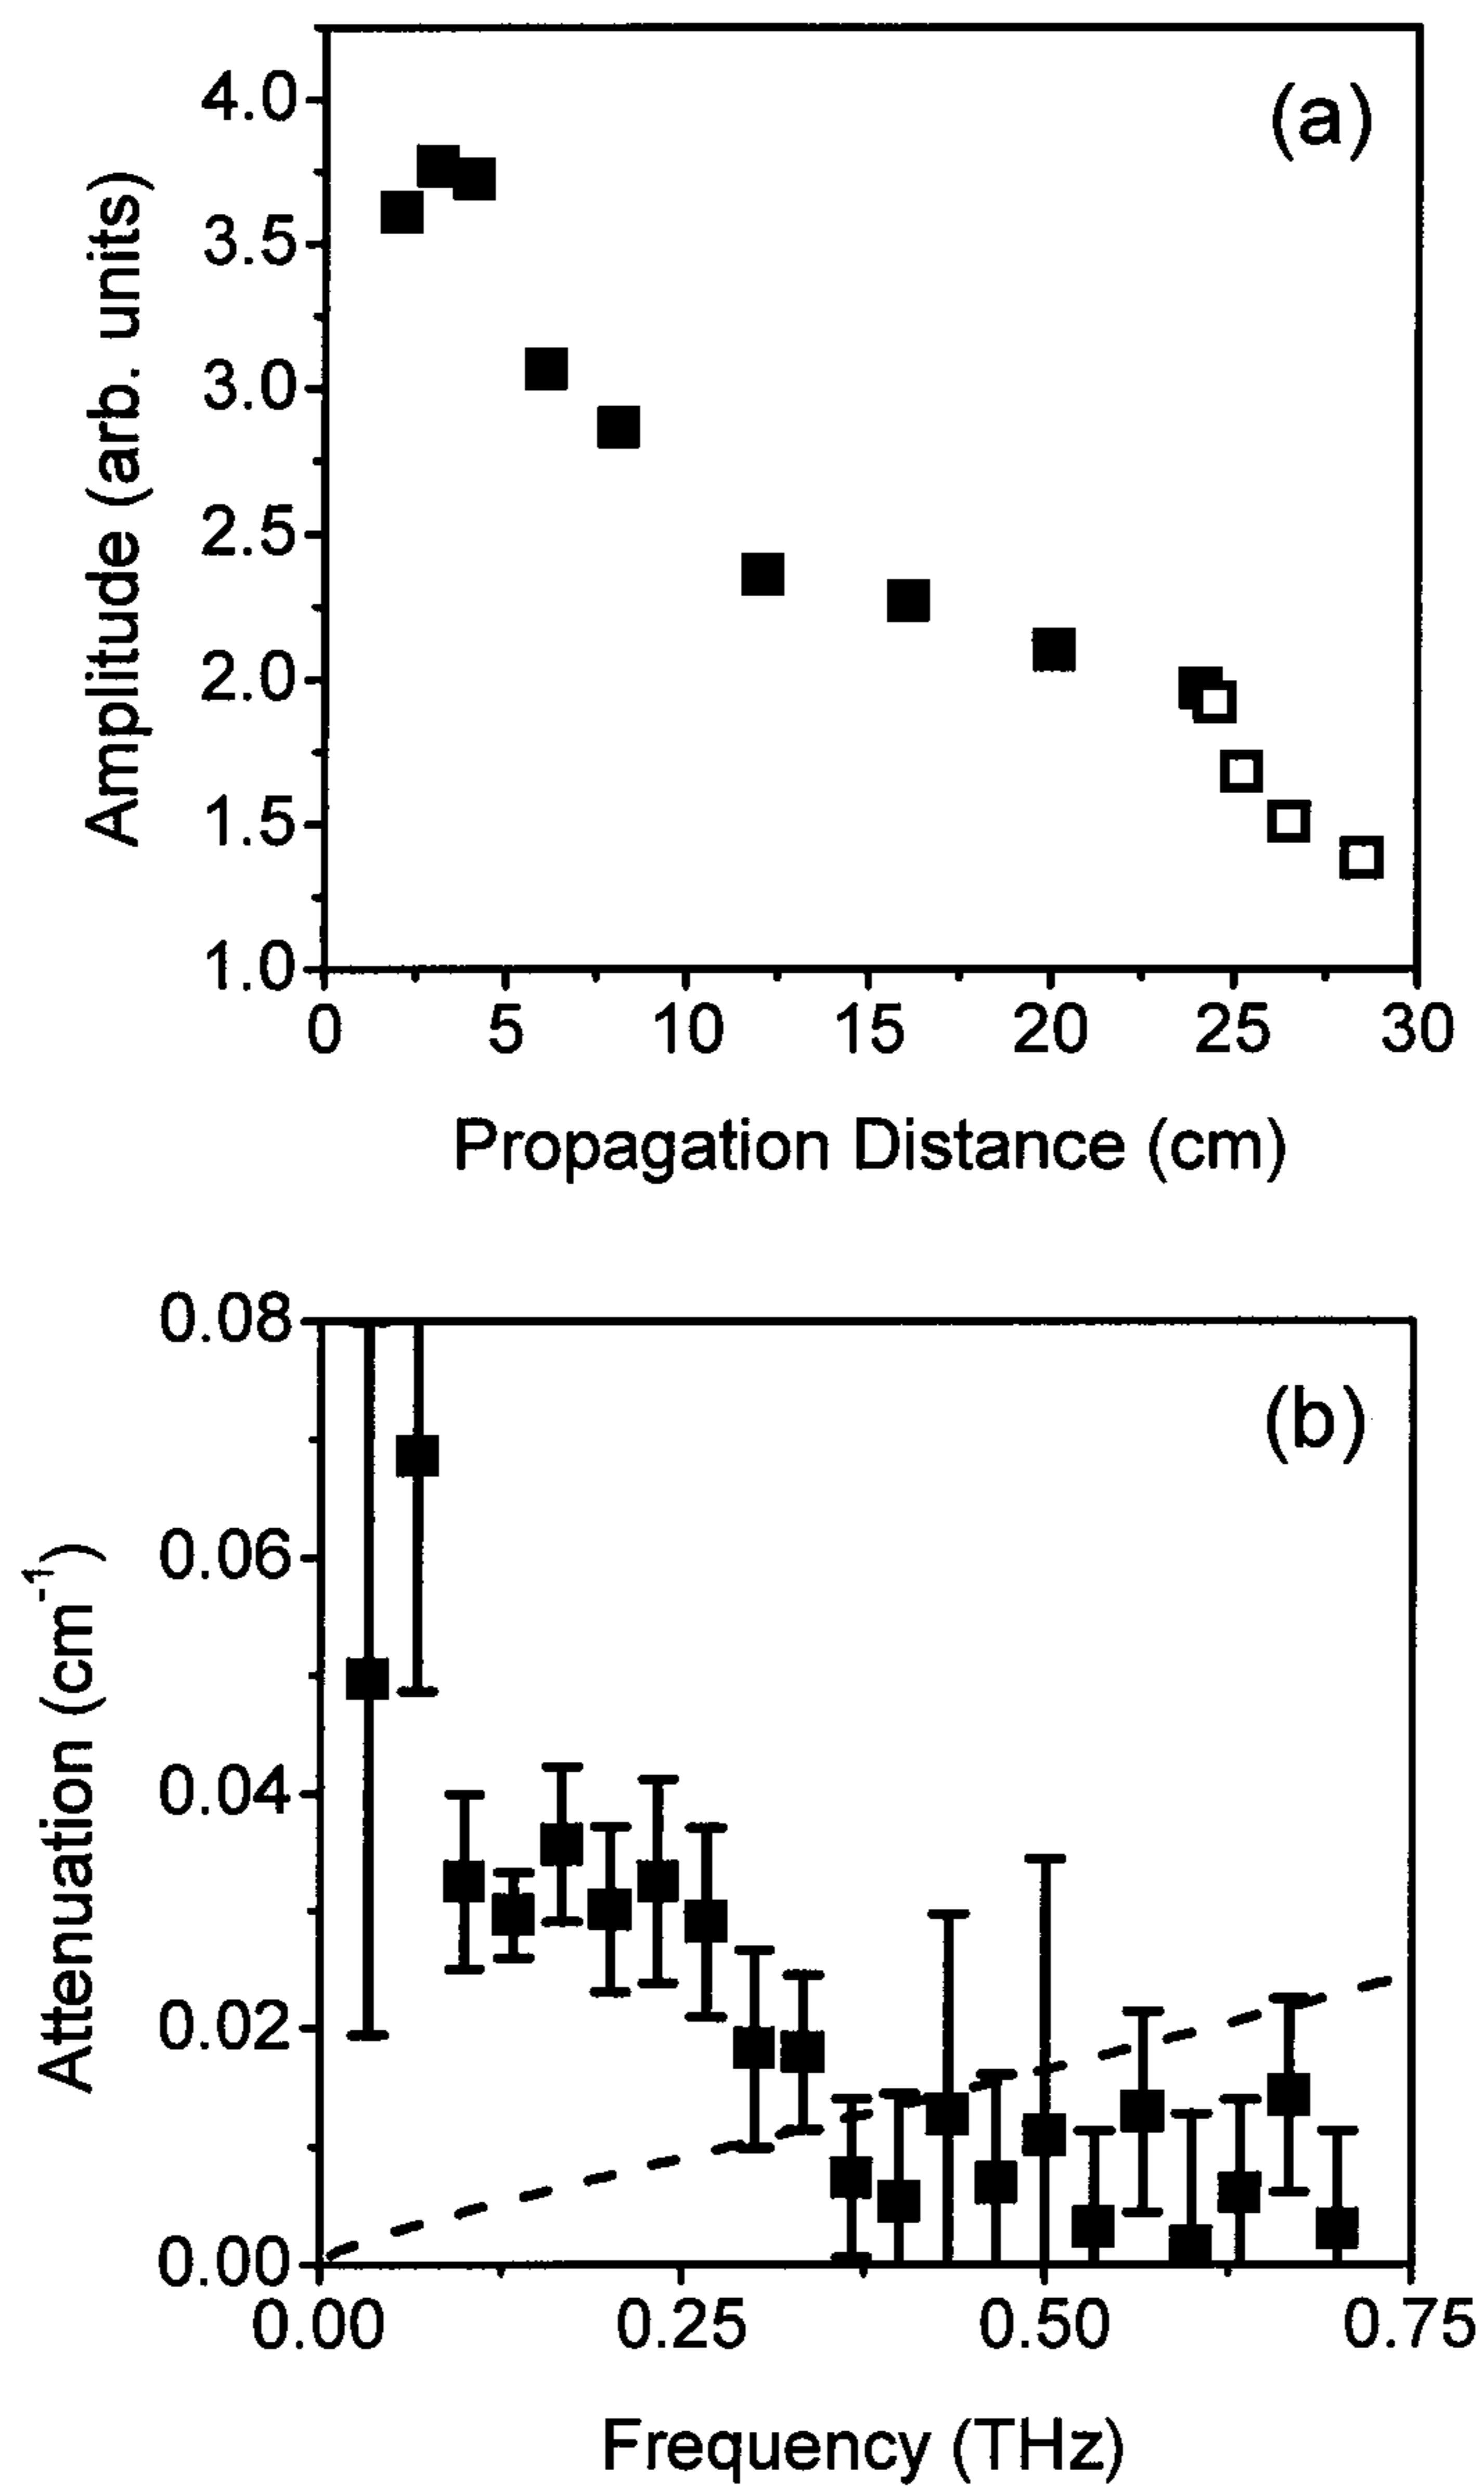 (a)
Amplitude (arb. units)
4.0
3.5
3.0
2.5
2.0
1.5
1.0
0 5 10 15 20 25 30
Propagation Distance (cm)
(b)
Attenuation (cm⁻¹)
0.08
0.06
0.04
0.02
0.00
0.00 0.25 0.50 0.75
Frequency (THz)